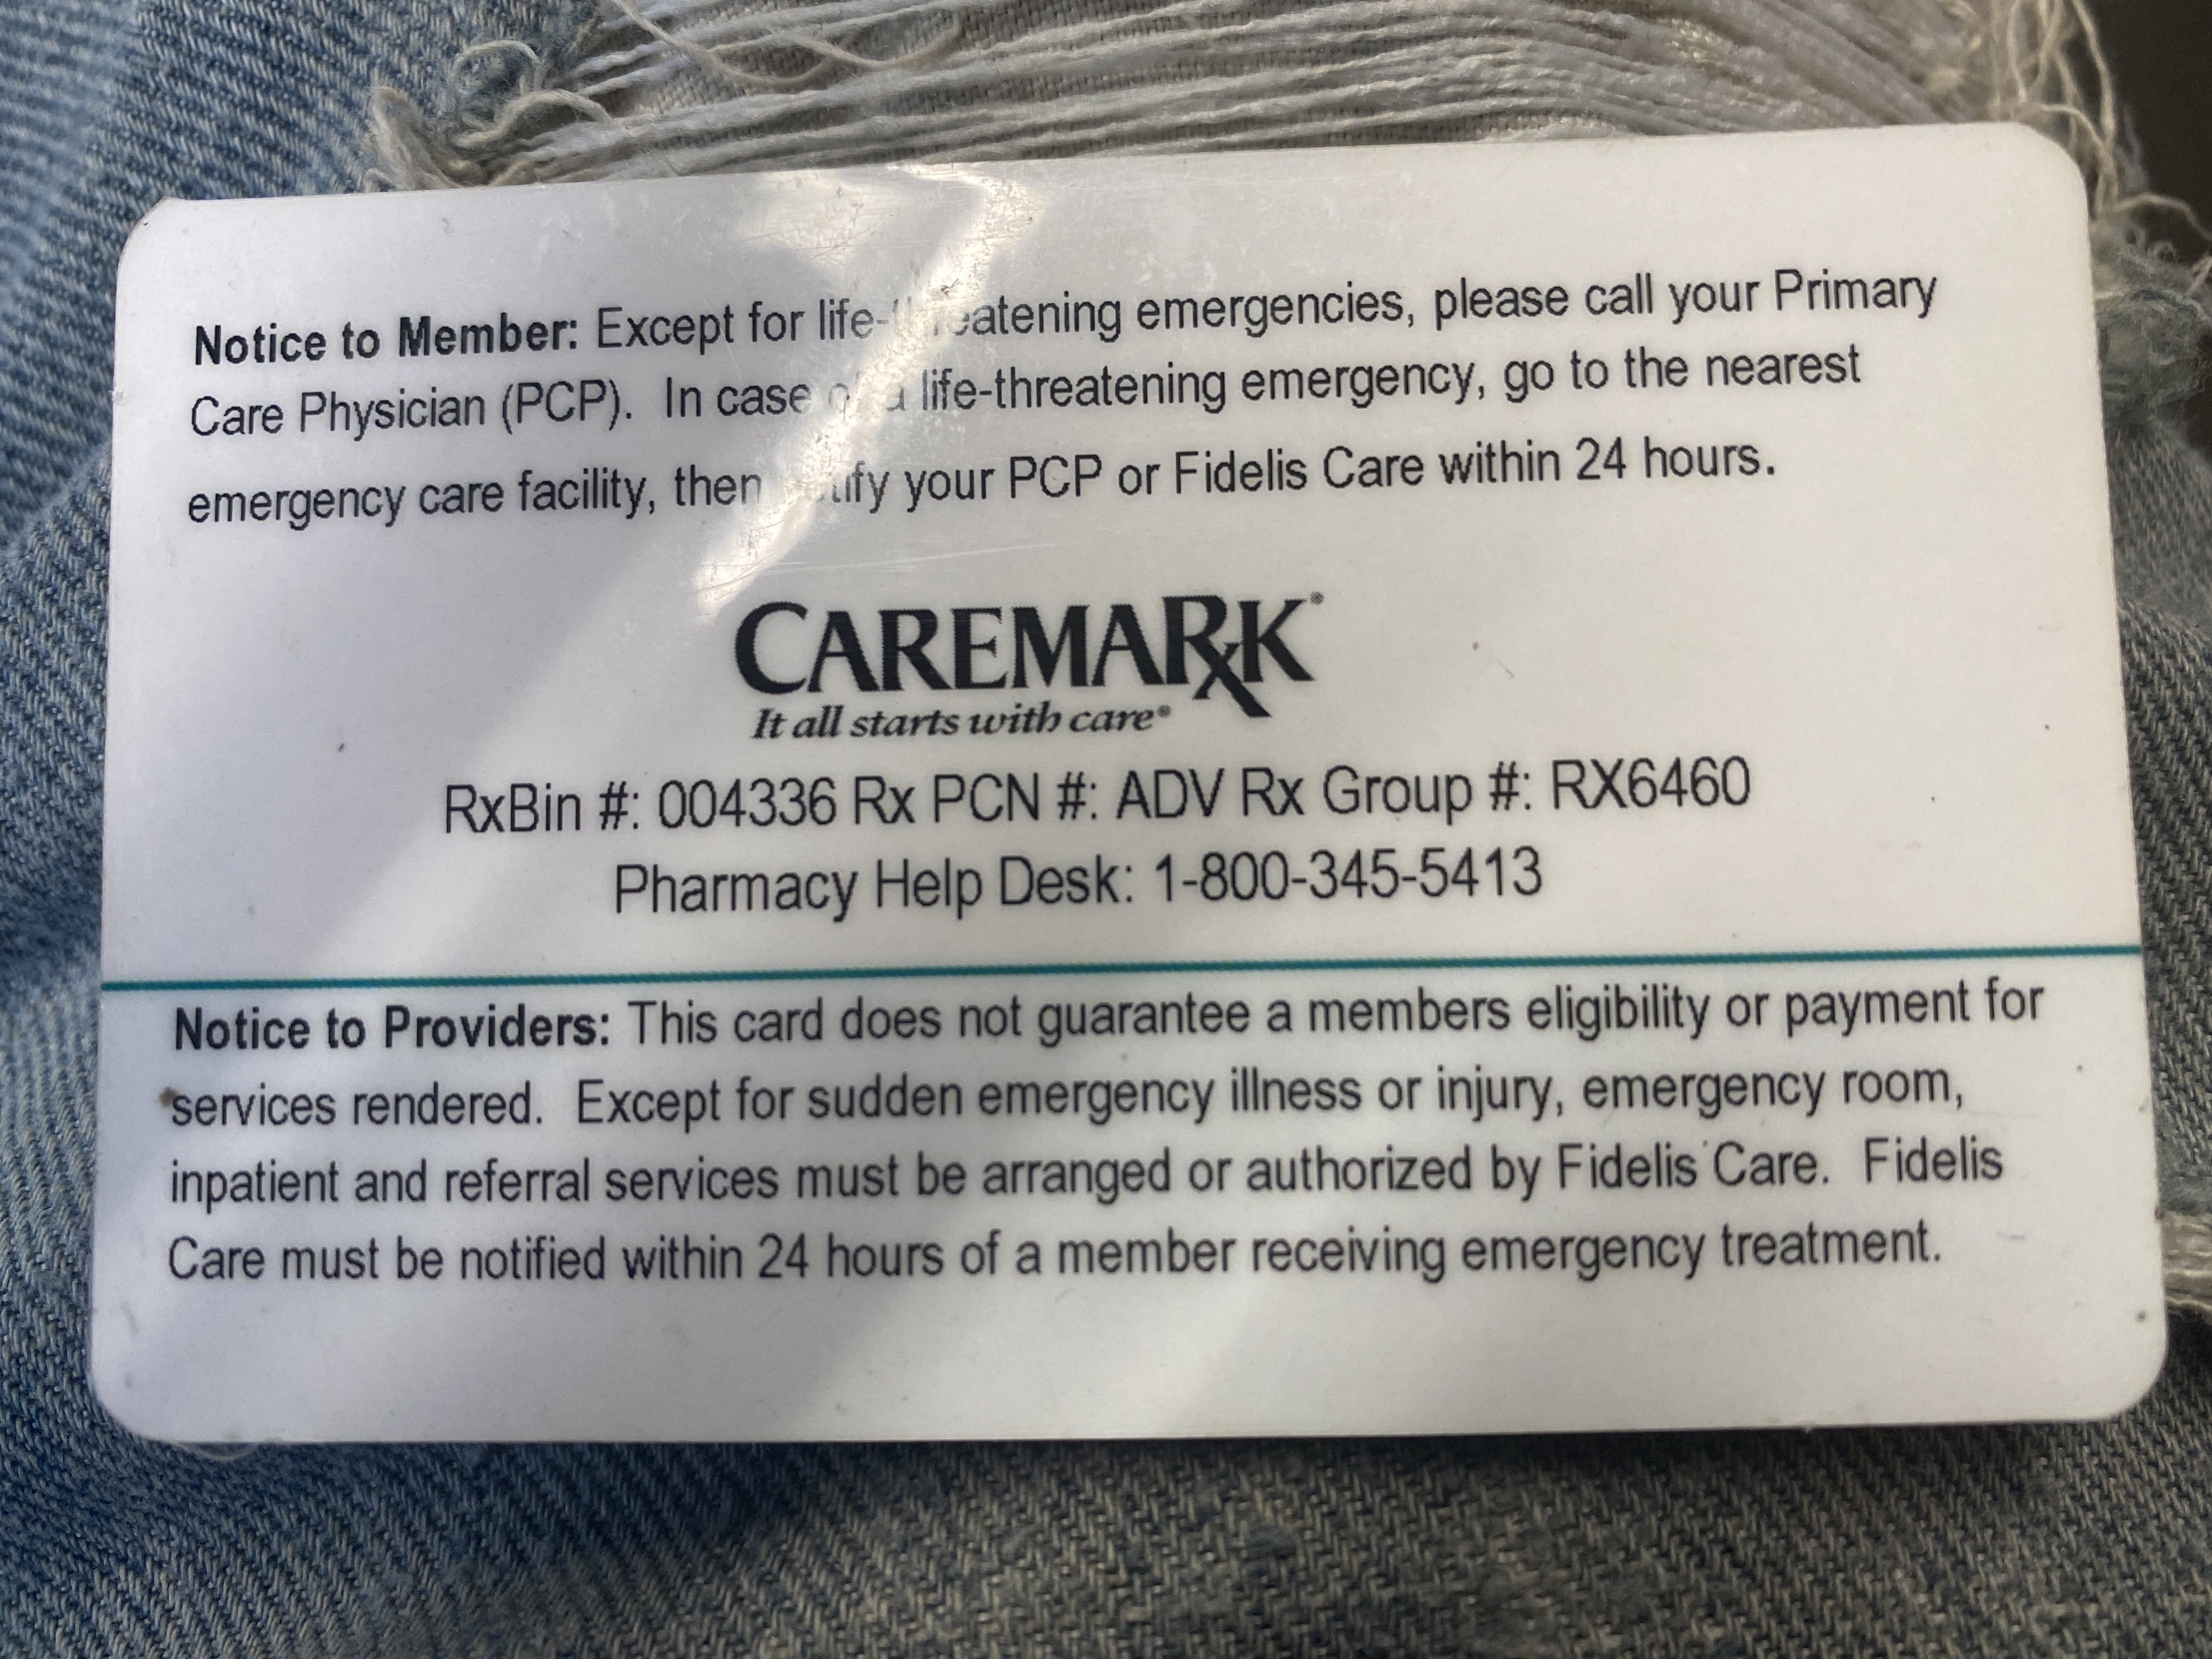 Notice to Member: Except for life-threatening emergencies, please call your Primary
Care Physician (PCP). In case of a life-threatening emergency, go to the nearest
emergency care facility, then notify your PCP or Fidelis Care within 24 hours.
CAREMARK®
It all starts with care®
RxBin #: 004336 Rx PCN #: ADV Rx Group #: RX6460
Pharmacy Help Desk: 1-800-345-5413
Notice to Providers: This card does not guarantee a members eligibility or payment for
services rendered. Except for sudden emergency illness or injury, emergency room,
inpatient and referral services must be arranged or authorized by Fidelis Care. Fidelis
Care must be notified within 24 hours of a member receiving emergency treatment.